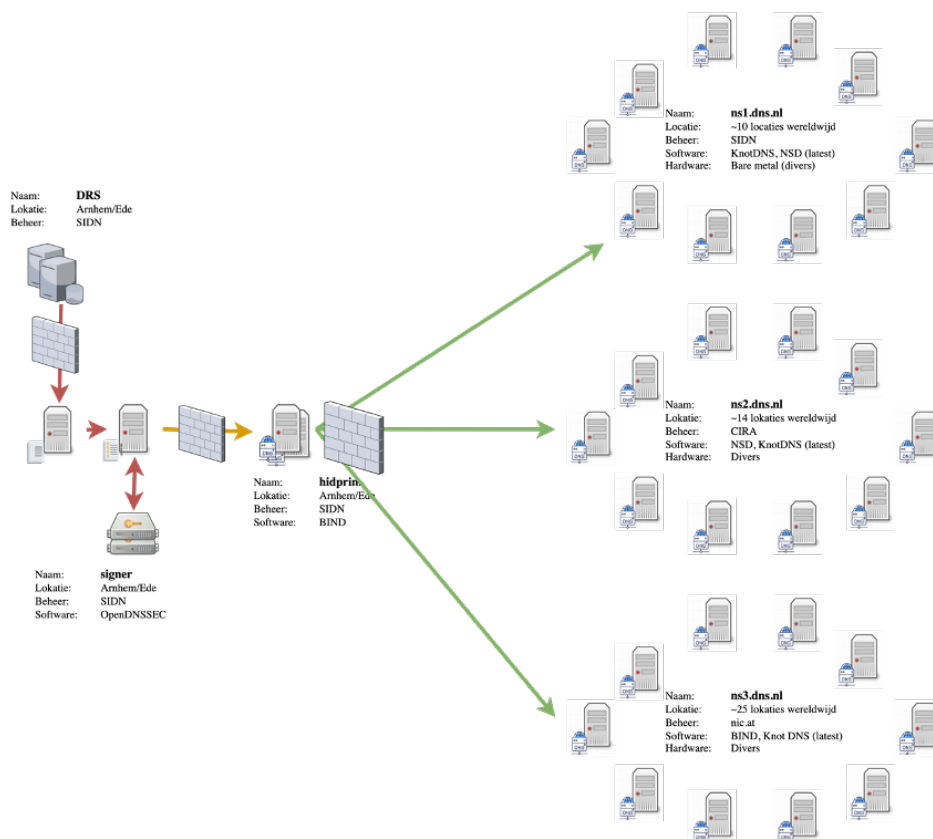 Naam: DRS
Lokatie: Arnhem/Ede
Beheer: SIDN
Naam: hidprim
Lokatie: Arnhem/Ede
Beheer: SIDN
Software: BIND
Naam: signer
Lokatie: Arnhem/Ede
Beheer: SIDN
Software: OpenDNSSEC
Naam: ns1.dns.nl
Locatie: ~10 locaties wereldwijd
Beheer: SIDN
Software: KnotDNS, NSD (latest)
Hardware: Bare metal (divers)
Naam: ns2.dns.nl
Lokatie: ~14 lokaties wereldwijd
Beheer: CIRA
Software: NSD, KnotDNS (latest)
Hardware: Divers
Naam: ns3.dns.nl
Lokatie: ~25 lokaties wereldwijd
Beheer: nic.at
Software: BIND, Knot DNS (latest)
Hardware: Divers